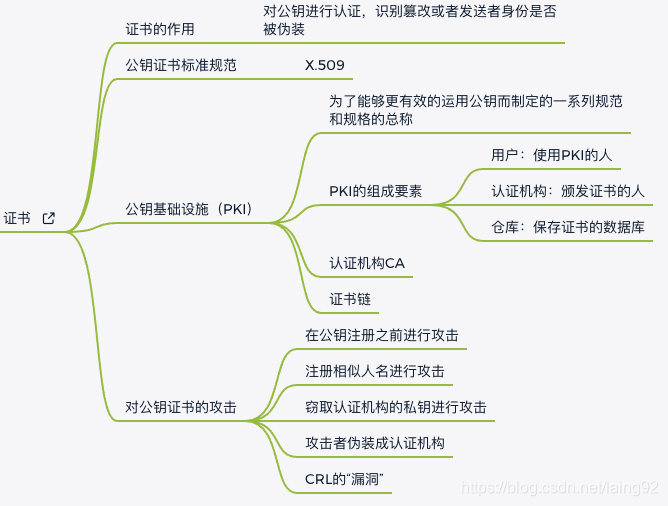 证书
证书的作用
对公钥进行认证，识别篡改或者发送者身份是否
被伪装
公钥证书标准规范
X.509
公钥基础设施（PKI）
为了能够更有效的运用公钥而制定的一系列规范
和规格的总称
PKI的组成要素
用户：使用PKI的人
认证机构：颁发证书的人
仓库：保存证书的数据库
认证机构CA
证书链
对公钥证书的攻击
在公钥注册之前进行攻击
注册相似人名进行攻击
窃取认证机构的私钥进行攻击
攻击者伪装成认证机构
CRL的“漏洞”
https://blog.csdn.net/laing92